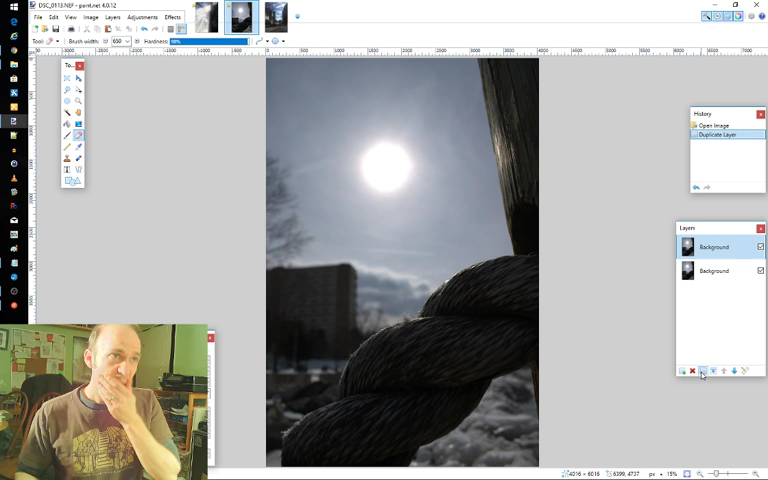 DSC_0113.NEF - paint.net 4.0.12
File Edit View Image Layers Adjustments Effects
Tool: Brush width: 650 Hardness: 98%
To...
History
Open Image
Duplicate Layer
Layers
Background
Background
4016 × 6016 6399, 4737 px 15%